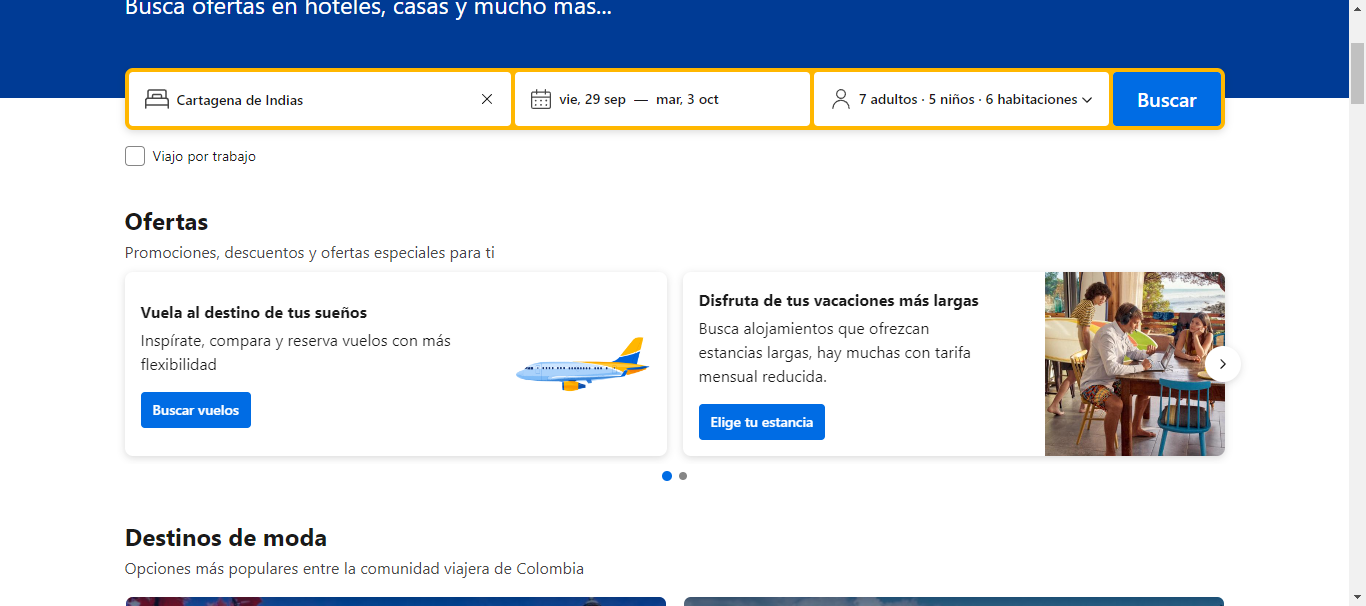 Busca ofertas en hoteles, casas y mucho más...
Cartagena de Indias
vie, 29 sep — mar, 3 oct
7 adultos · 5 niños · 6 habitaciones
Buscar
Viajo por trabajo
Ofertas
Promociones, descuentos y ofertas especiales para ti
Vuela al destino de tus sueños
Inspírate, compara y reserva vuelos con más
flexibilidad
Buscar vuelos
Disfruta de tus vacaciones más largas
Busca alojamientos que ofrezcan
estancias largas, hay muchas con tarifa
mensual reducida.
Elige tu estancia
Destinos de moda
Opciones más populares entre la comunidad viajera de Colombia